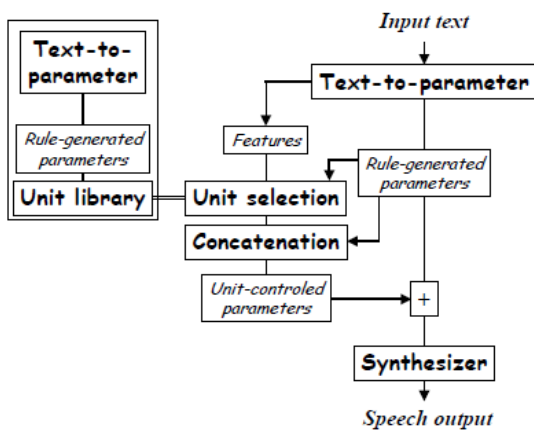 Input text
Text-to-
parameter
Text-to-parameter
Rule-generated
parameters
Features
Rule-generated
parameters
Unit library
Unit selection
Concatenation
Unit-controled
parameters
+
Synthesizer
Speech output